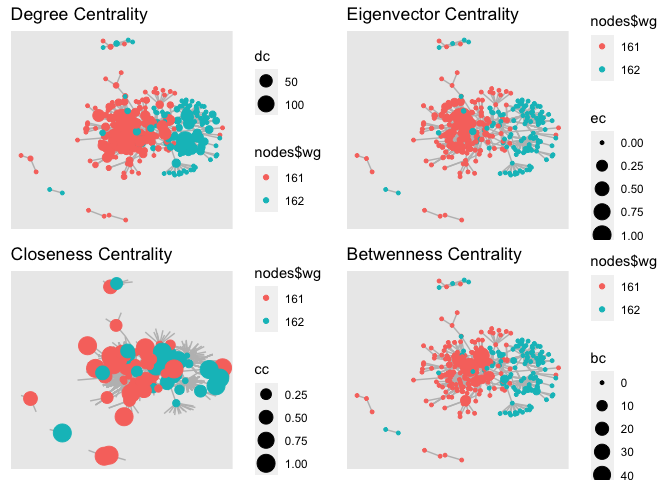 Degree Centrality
dc
50
100
nodes$wg
161
162
Eigenvector Centrality
nodes$wg
161
162
ec
0.00
0.25
0.50
0.75
1.00
Closeness Centrality
nodes$wg
161
162
cc
0.25
0.50
0.75
1.00
Betwenness Centrality
nodes$wg
161
162
bc
0
10
20
30
40